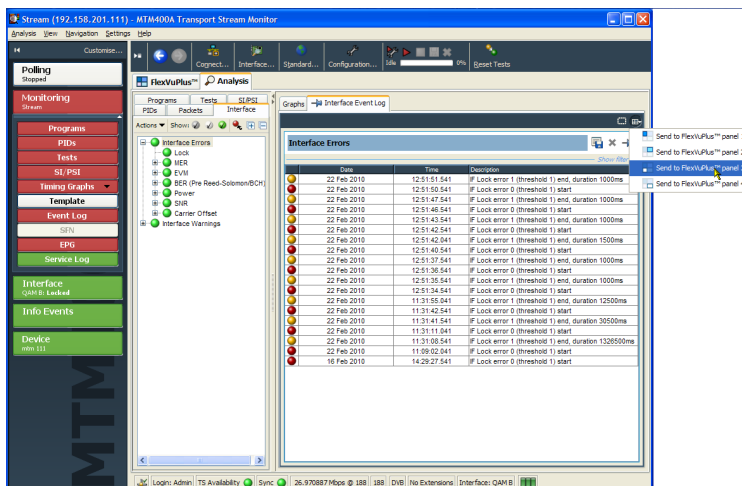 Stream (192.158.201.111) - MTM400A Transport Stream Monitor
Analysis View Navigation Settings Help
Customise...
Connect... Interface... Standard... Configuration... Idle 0% Reset Tests
Polling
Stopped
FlexVuPlus™ Analysis
Monitoring
Stream
Programs Tests SI/PSI
PIDs Packets Interface
Graphs Interface Event Log
Actions Show:
Programs
PIDs
Tests
SI/PSI
Timing Graphs
Template
Event Log
SFN
EPG
Service Log
Interface
QAM B: Locked
Info Events
Device
mtm 111
MTM
Interface Errors
Lock
MER
EVM
BER (Pre Reed-Solomon/BCH)
Power
SNR
Carrier Offset
Interface Warnings
Interface Errors
Show filter
Send to FlexVuPlus™ panel
Send to FlexVuPlus™ panel
Send to FlexVuPlus™ panel
Send to FlexVuPlus™ panel
Date Time Description
22 Feb 2010 12:51:51.541 IF Lock error 1 (threshold 1) end, duration 1000ms
22 Feb 2010 12:51:50.541 IF Lock error 0 (threshold 1) start
22 Feb 2010 12:51:47.541 IF Lock error 1 (threshold 1) end, duration 1000ms
22 Feb 2010 12:51:46.541 IF Lock error 0 (threshold 1) start
22 Feb 2010 12:51:43.541 IF Lock error 1 (threshold 1) end, duration 1000ms
22 Feb 2010 12:51:42.541 IF Lock error 0 (threshold 1) start
22 Feb 2010 12:51:42.041 IF Lock error 1 (threshold 1) end, duration 1500ms
22 Feb 2010 12:51:40.541 IF Lock error 0 (threshold 1) start
22 Feb 2010 12:51:37.541 IF Lock error 1 (threshold 1) end, duration 1000ms
22 Feb 2010 12:51:36.541 IF Lock error 0 (threshold 1) start
22 Feb 2010 12:51:35.541 IF Lock error 1 (threshold 1) end, duration 1000ms
22 Feb 2010 12:51:34.541 IF Lock error 0 (threshold 1) start
22 Feb 2010 11:31:55.041 IF Lock error 1 (threshold 1) end, duration 12500ms
22 Feb 2010 11:31:42.541 IF Lock error 0 (threshold 1) start
22 Feb 2010 11:31:41.541 IF Lock error 1 (threshold 1) end, duration 30500ms
22 Feb 2010 11:31:11.041 IF Lock error 0 (threshold 1) start
22 Feb 2010 11:31:08.541 IF Lock error 1 (threshold 1) end, duration 1326500ms
22 Feb 2010 11:09:02.041 IF Lock error 0 (threshold 1) start
16 Feb 2010 14:29:27.541 IF Lock error 0 (threshold 1) start
Login: Admin TS Availability Sync 26.970887 Mbps @ 188 188 DVB No Extensions Interface: QAM B